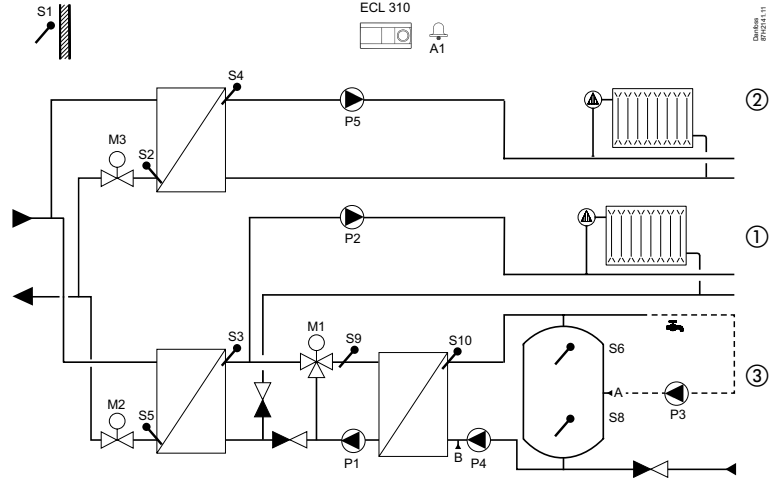 S1
ECL 310
A1
Danfoss
87H2141.11
S4
P5
②
M3
S2
P2
①
S3
M1
S9
S10
S6
A
P3
③
S8
M2
S5
P1
B
P4